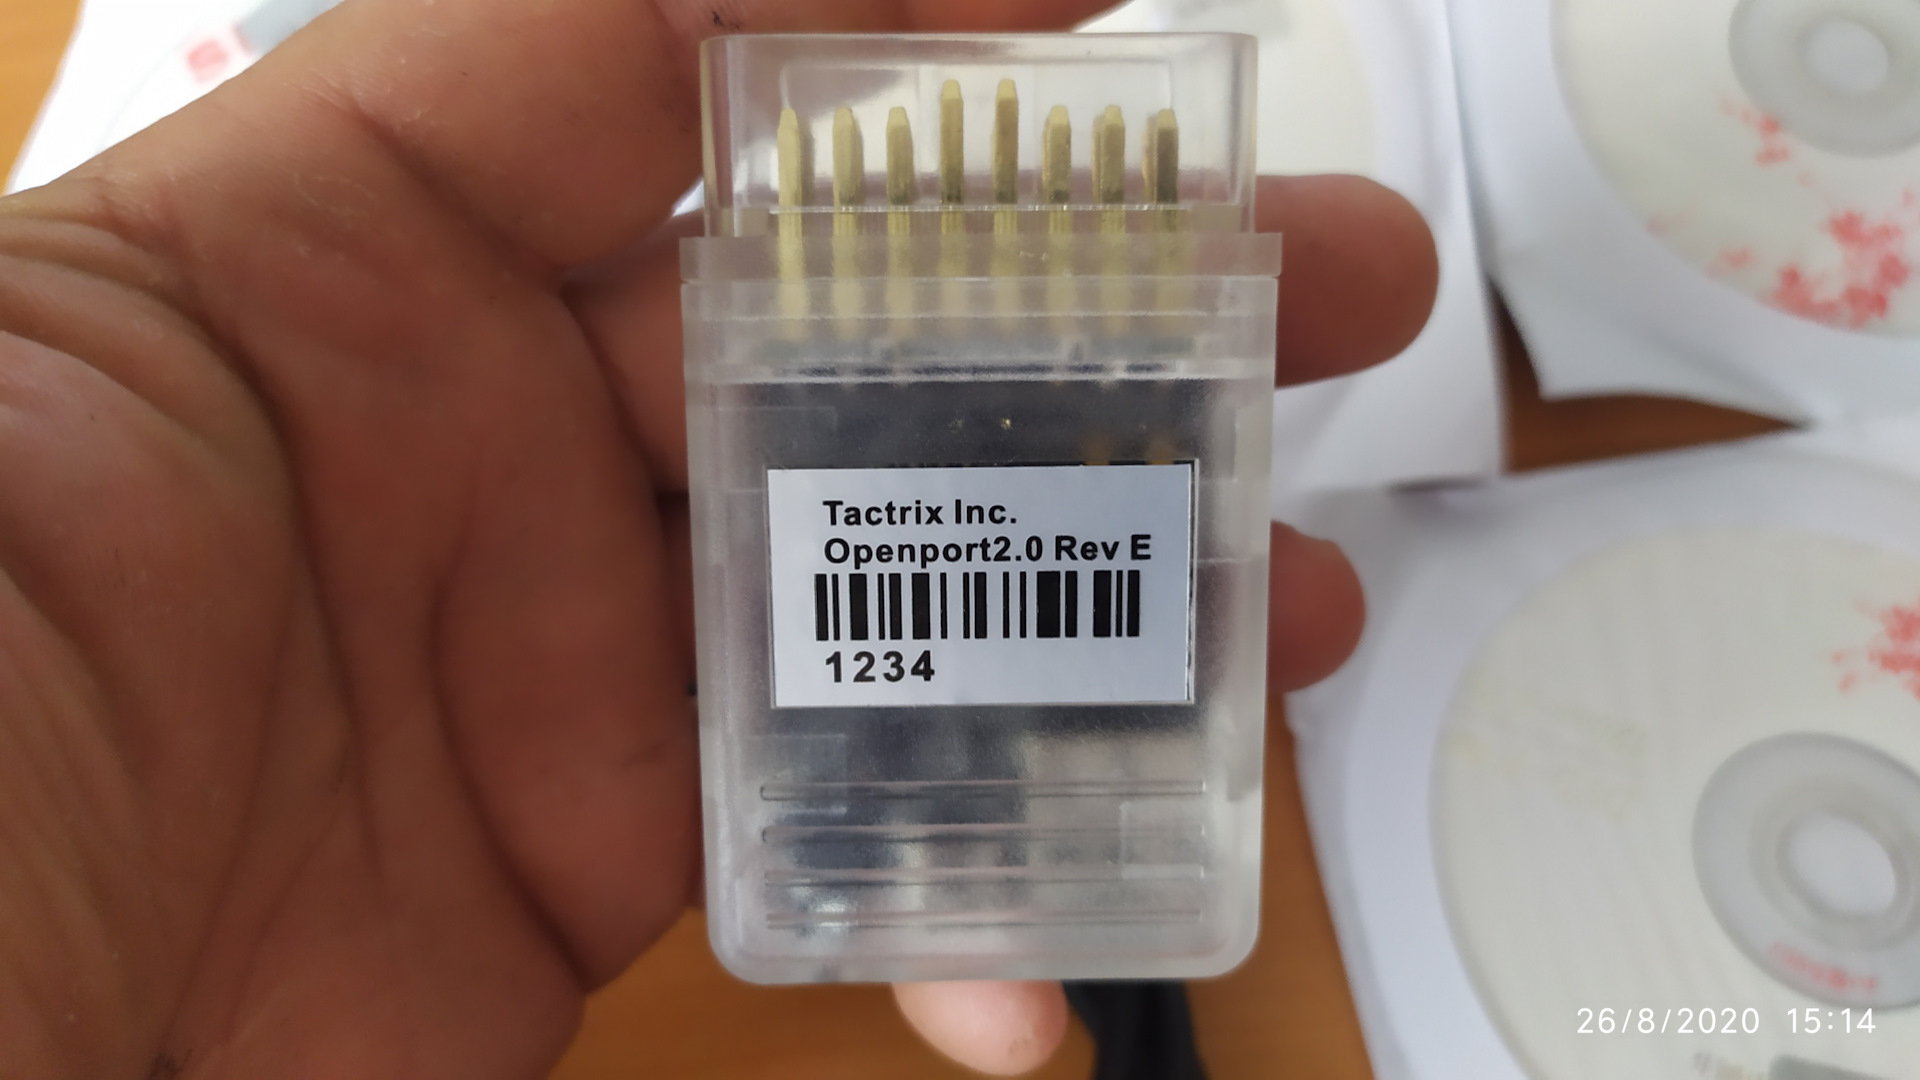 Tactrix Inc.
Openport2.0 Rev E
1234
26/8/2020 15:14